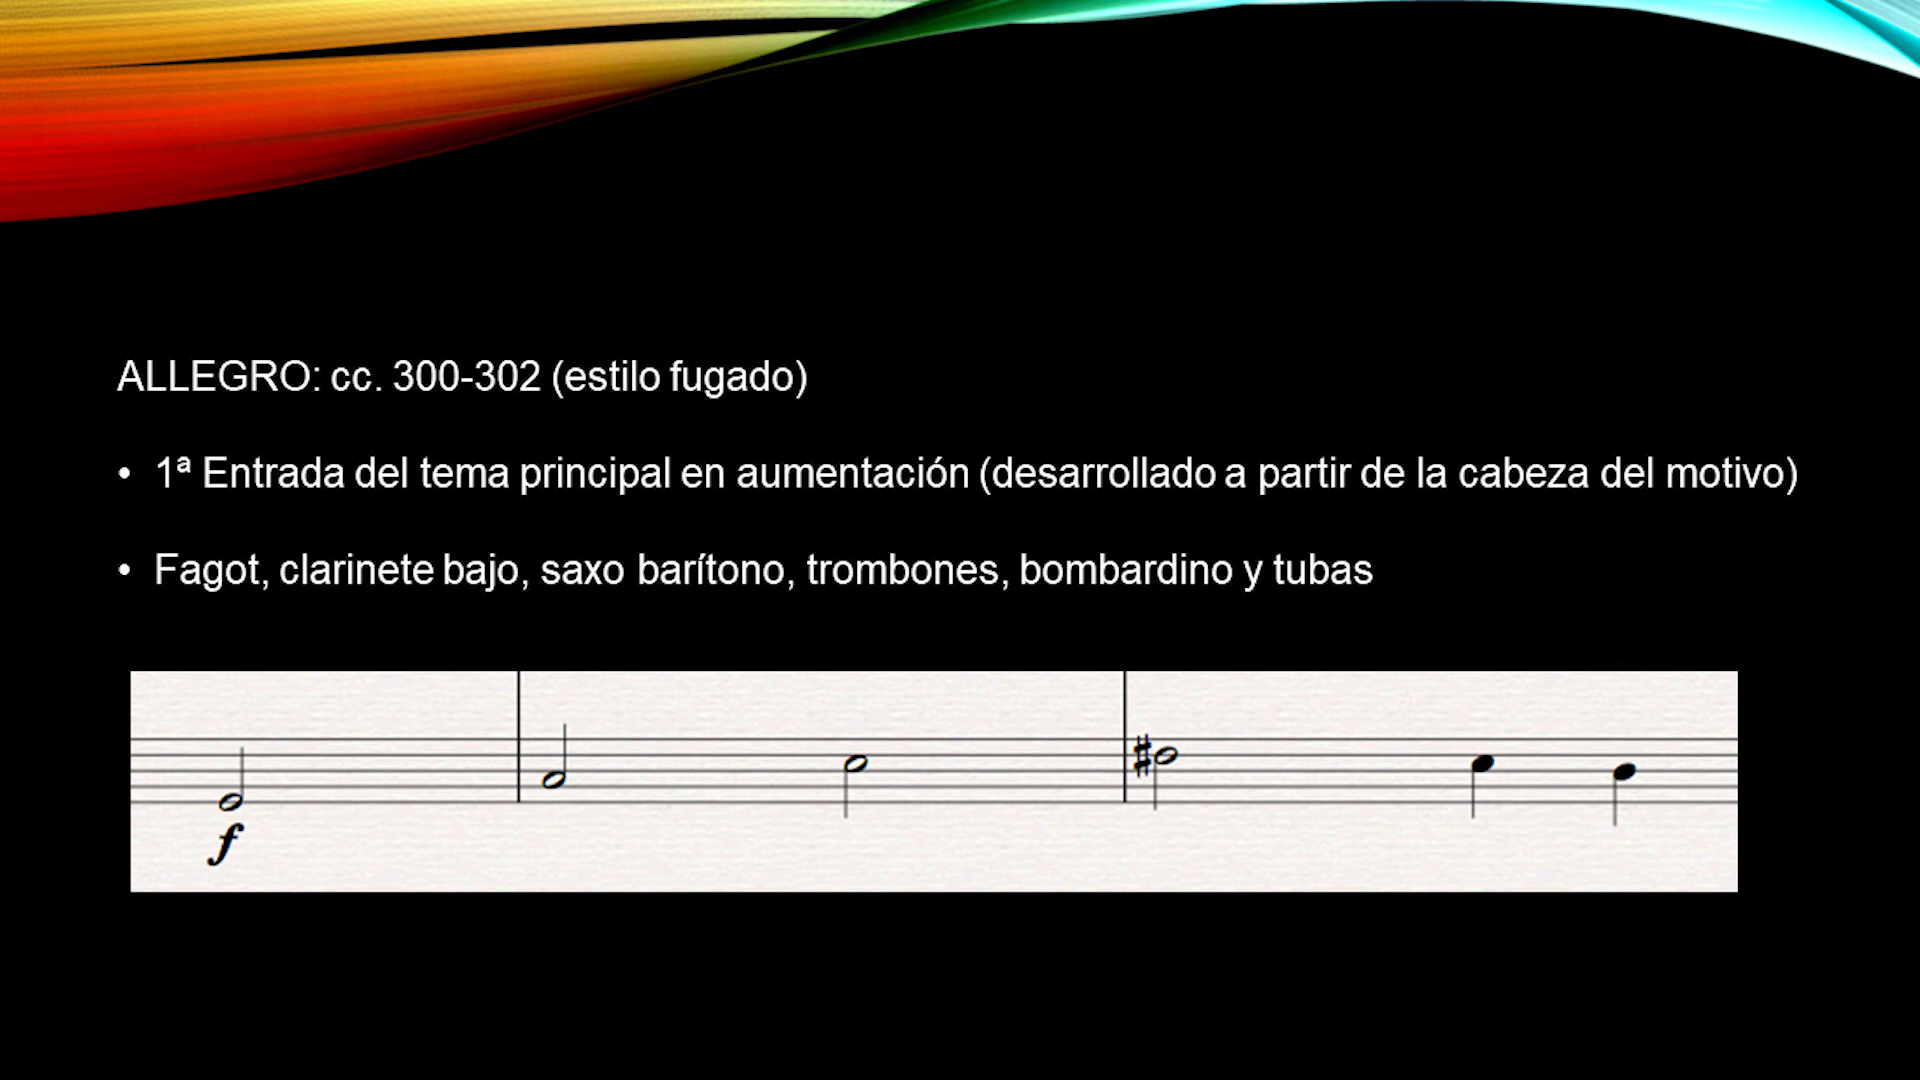 ALLEGRO: cc. 300-302 (estilo fugado)
• 1ª Entrada del tema principal en aumentación (desarrollado a partir de la cabeza del motivo)
• Fagot, clarinete bajo, saxo barítono, trombones, bombardino y tubas
f